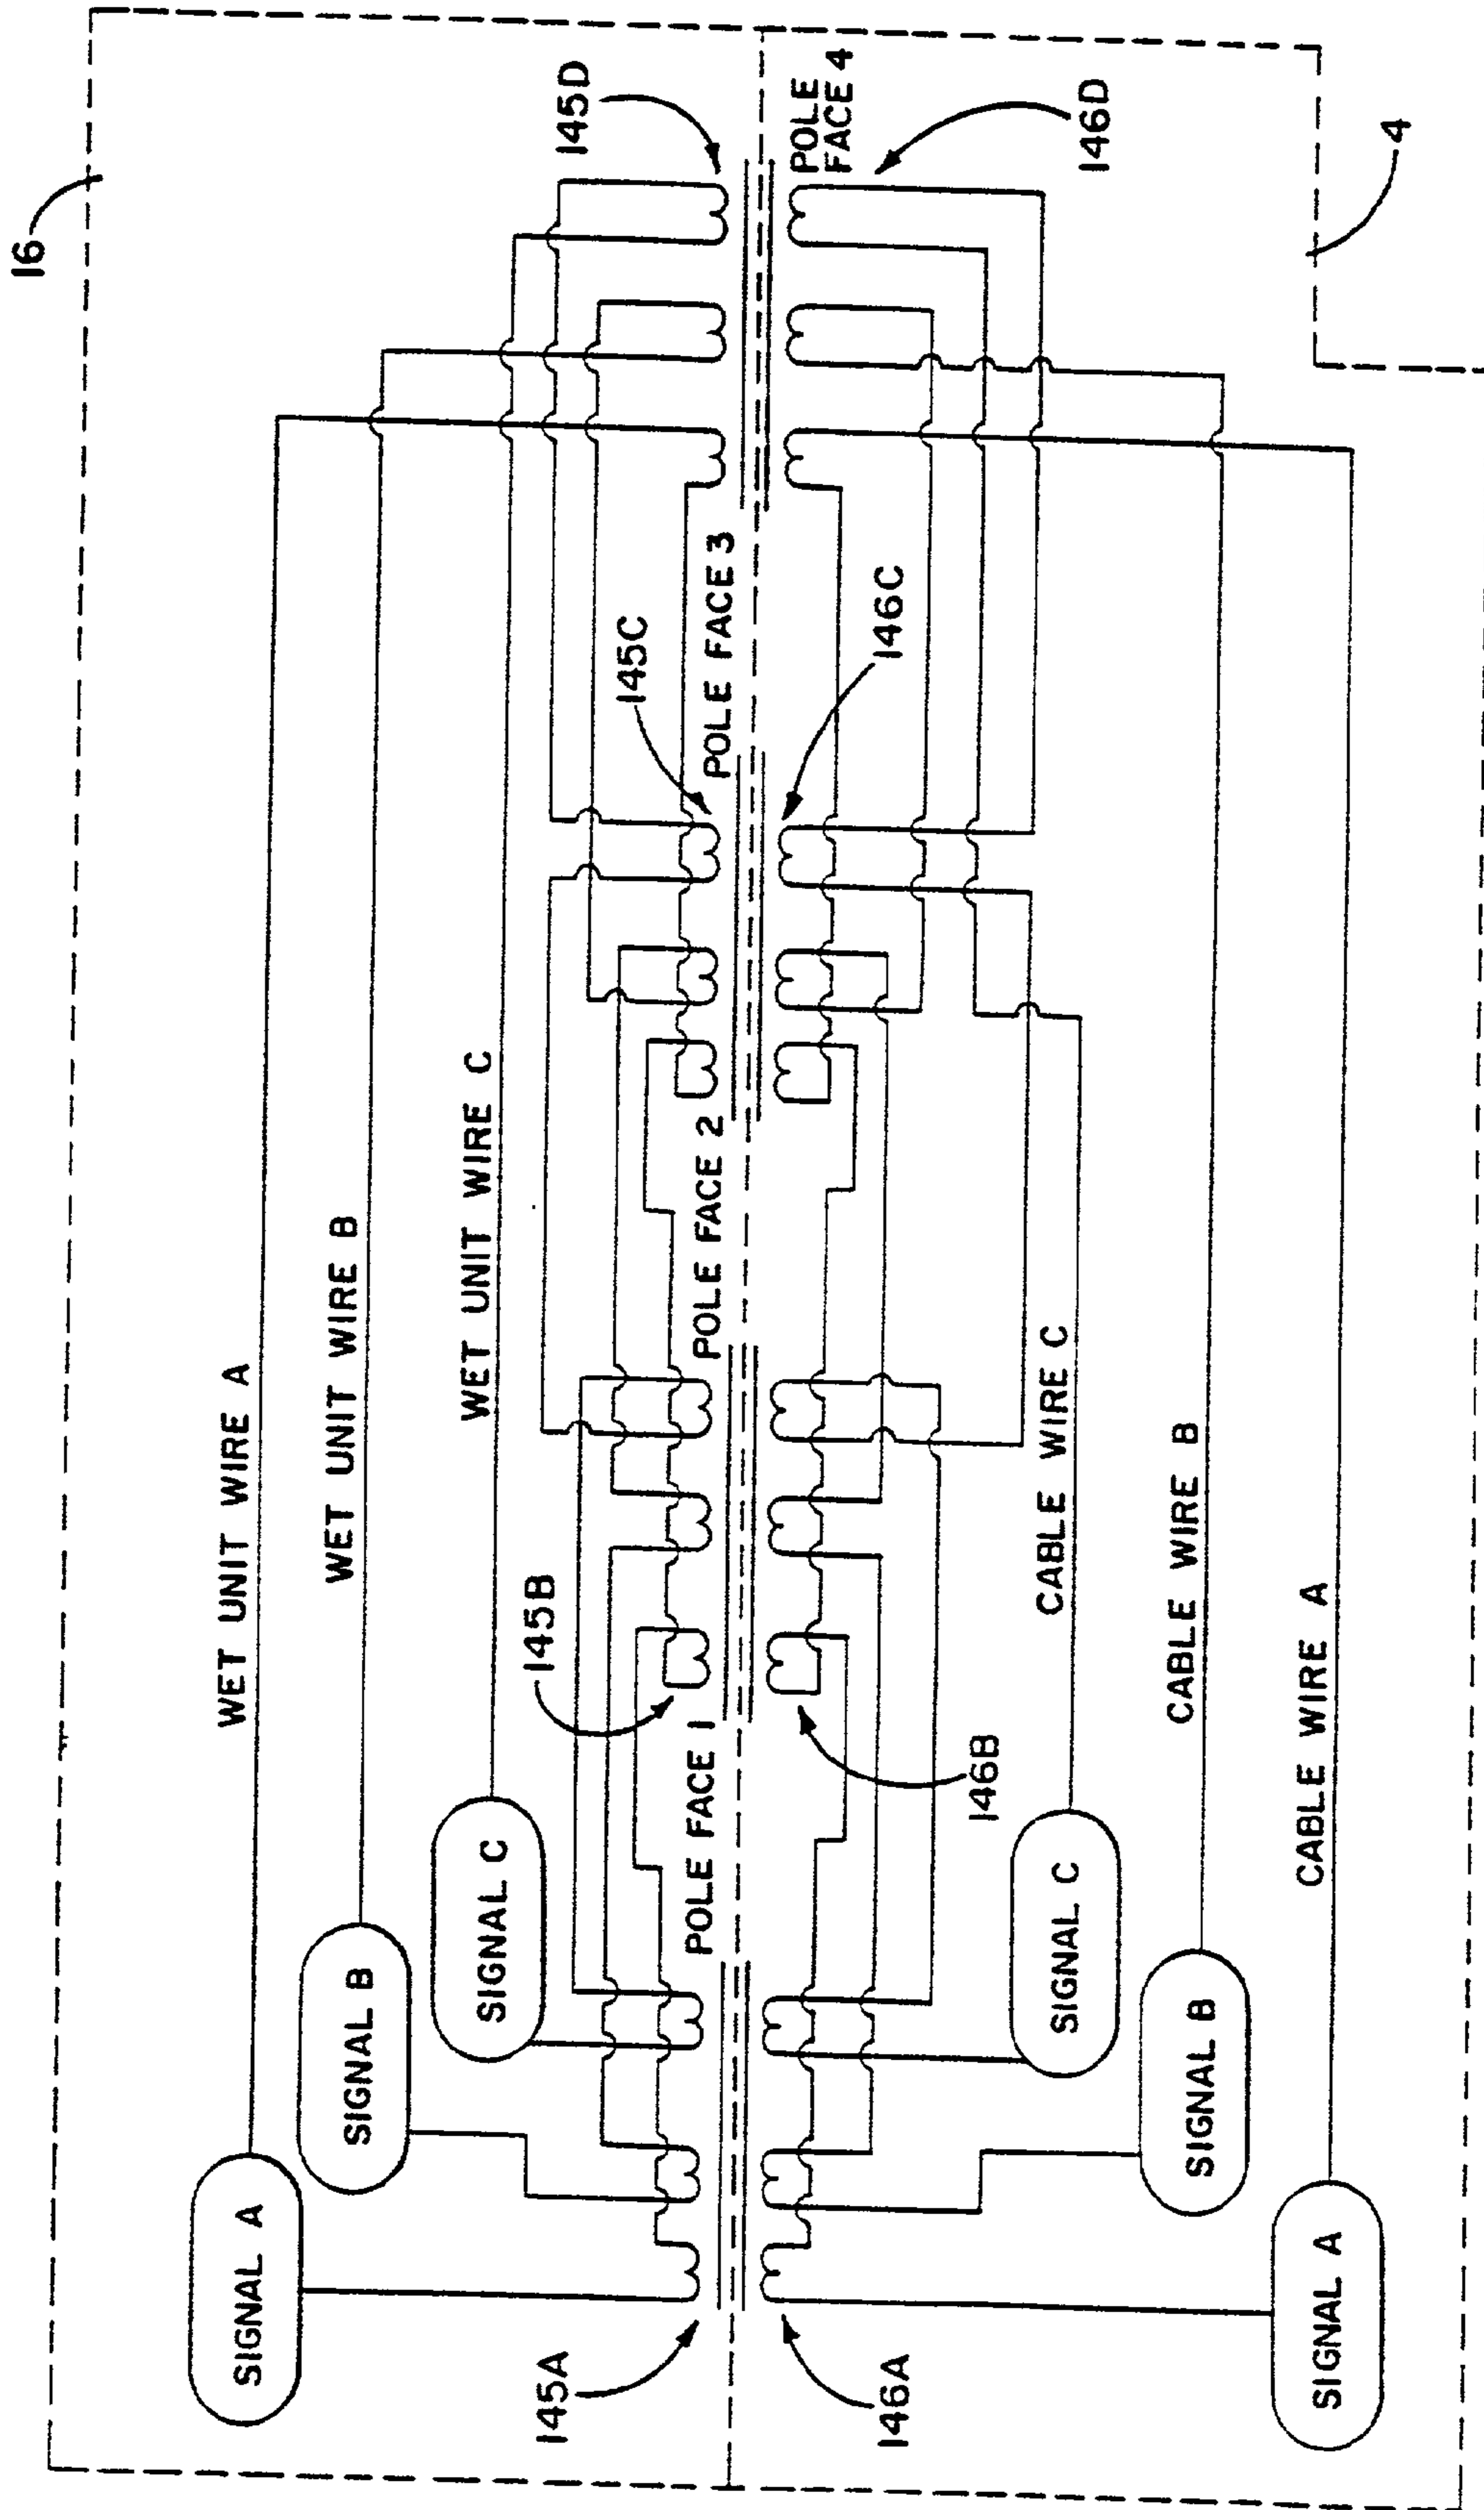 16
145D
POLE
FACE 4
146D
4
POLE FACE 3
145C
146C
WET UNIT WIRE A
WET UNIT WIRE B
WET UNIT WIRE C
POLE FACE 2
CABLE WIRE C
CABLE WIRE B
CABLE WIRE A
145B
146B
POLE FACE 1
SIGNAL C
SIGNAL B
SIGNAL A
SIGNAL C
SIGNAL B
SIGNAL A
145A
146A